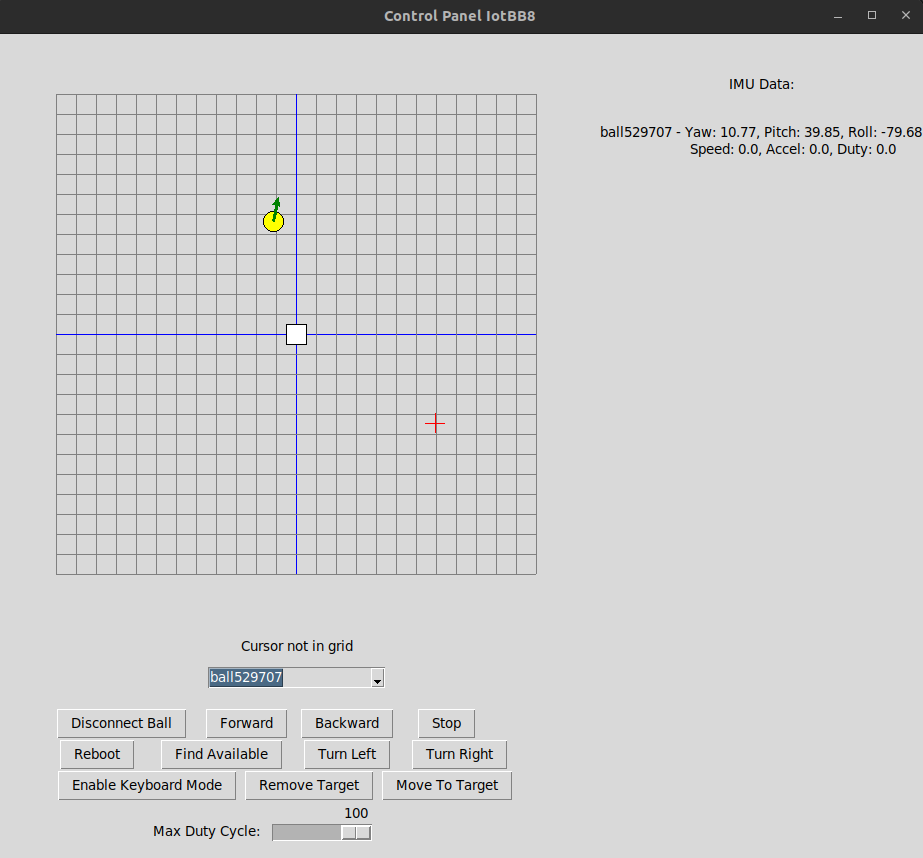 Control Panel IotBB8
IMU Data:
ball529707 - Yaw: 10.77, Pitch: 39.85, Roll: -79.68
Speed: 0.0, Accel: 0.0, Duty: 0.0
Cursor not in grid
ball529707
Disconnect Ball Forward Backward Stop
Reboot Find Available Turn Left Turn Right
Enable Keyboard Mode Remove Target Move To Target
100
Max Duty Cycle: